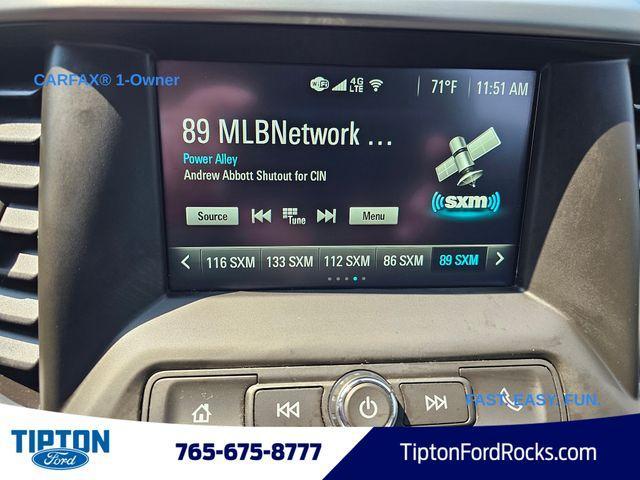 CARFAX® 1-Owner
WiFi 4G LTE 71°F 11:51 AM
89 MLBNetwork ...
Power Alley
Andrew Abbott Shutout for CIN
sxm
Source Tune Menu
116 SXM 133 SXM 112 SXM 86 SXM 89 SXM
FAST. EASY. FUN.
TIPTON
Ford
765-675-8777
TiptonFordRocks.com